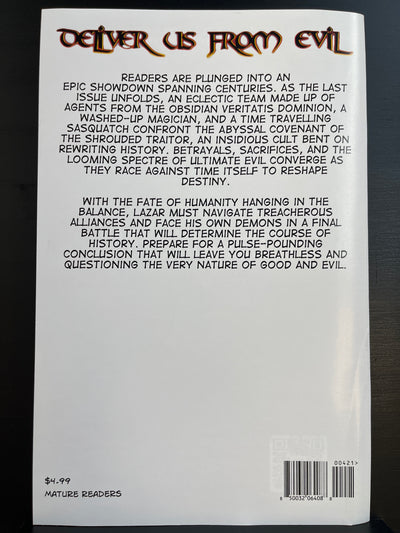 DELIVER US FROM EVIL
READERS ARE PLUNGED INTO AN
EPIC SHOWDOWN SPANNING CENTURIES. AS THE LAST
ISSUE UNFOLDS, AN ECLECTIC TEAM MADE UP OF
AGENTS FROM THE OBSIDIAN VERITATIS DOMINION, A
WASHED-UP MAGICIAN, AND A TIME TRAVELLING
SASQUATCH CONFRONT THE ABYSSAL COVENANT OF
THE SHROUDED TRAITOR, AN INSIDIOUS CULT BENT ON
REWRITING HISTORY. BETRAYALS, SACRIFICES, AND THE
LOOMING SPECTRE OF ULTIMATE EVIL CONVERGE AS
THEY RACE AGAINST TIME ITSELF TO RESHAPE
DESTINY.
WITH THE FATE OF HUMANITY HANGING IN THE
BALANCE, LAZAR MUST NAVIGATE TREACHEROUS
ALLIANCES AND FACE HIS OWN DEMONS IN A FINAL
BATTLE THAT WILL DETERMINE THE COURSE OF
HISTORY. PREPARE FOR A PULSE-POUNDING
CONCLUSION THAT WILL LEAVE YOU BREATHLESS AND
QUESTIONING THE VERY NATURE OF GOOD AND EVIL.
00421>
$4.99
MATURE READERS
8 50032 06408 8